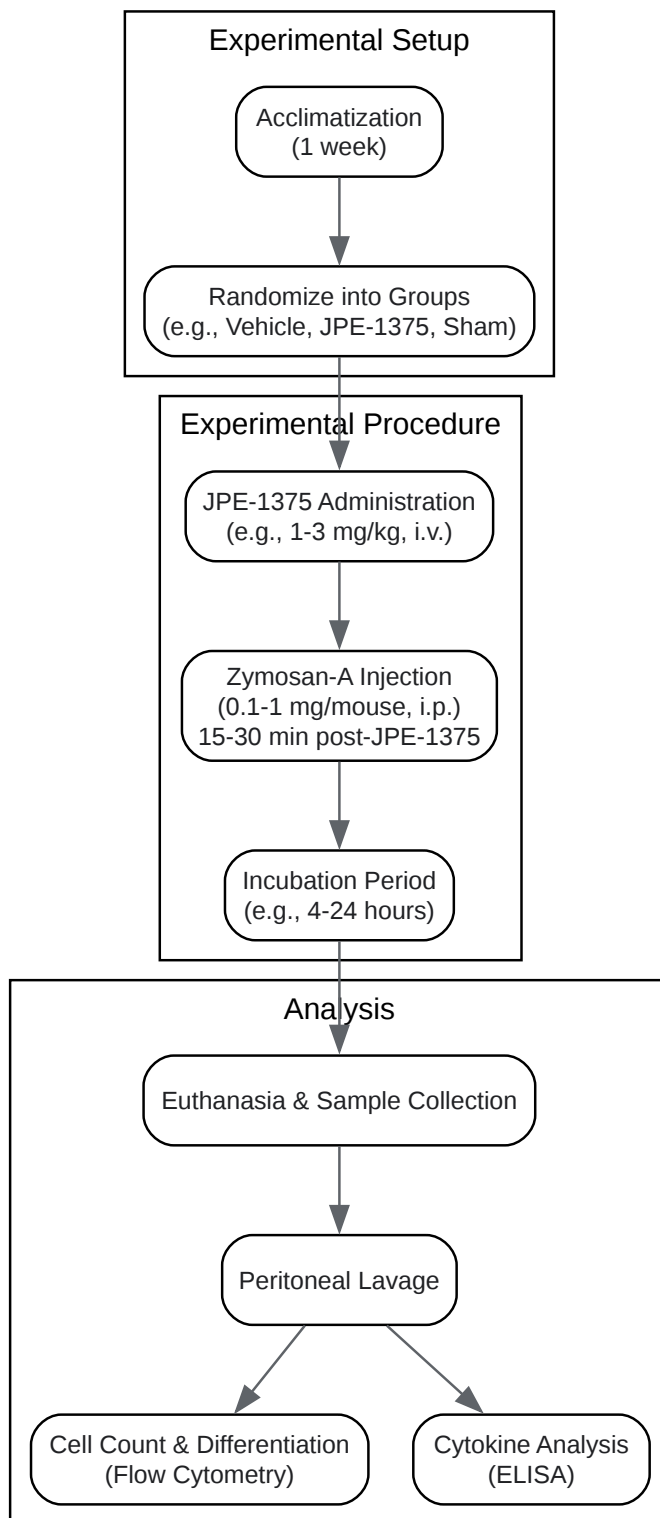 Experimental Setup
Acclimatization
(1 week)
Randomize into Groups
(e.g., Vehicle, JPE-1375, Sham)
Experimental Procedure
JPE-1375 Administration
(e.g., 1-3 mg/kg, i.v.)
Zymosan-A Injection
(0.1-1 mg/mouse, i.p.)
15-30 min post-JPE-1375
Incubation Period
(e.g., 4-24 hours)
Analysis
Euthanasia & Sample Collection
Peritoneal Lavage
Cell Count & Differentiation
(Flow Cytometry)
Cytokine Analysis
(ELISA)